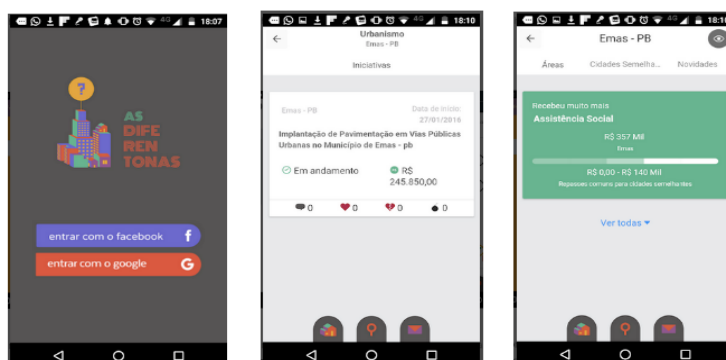 18:07
?
AS
DIFE
REN
TONAS
entrar com o facebook f
entrar com o google G
4G 18:10
Urbanismo
Emas - PB
Iniciativas
Emas - PB
Data de início:
27/01/2016
Implantação de Pavimentação em Vias Públicas
Urbanas no Município de Emas - pb
Em andamento
R$
245.850,00
0 0 0 0
4G 18:10
Emas - PB
Áreas Cidades Semelha... Novidades
Recebeu muito mais
Assistência Social
R$ 357 Mil
Emas
R$ 0,00 - R$ 140 Mil
Repasses comuns para cidades semelhantes
Ver todas